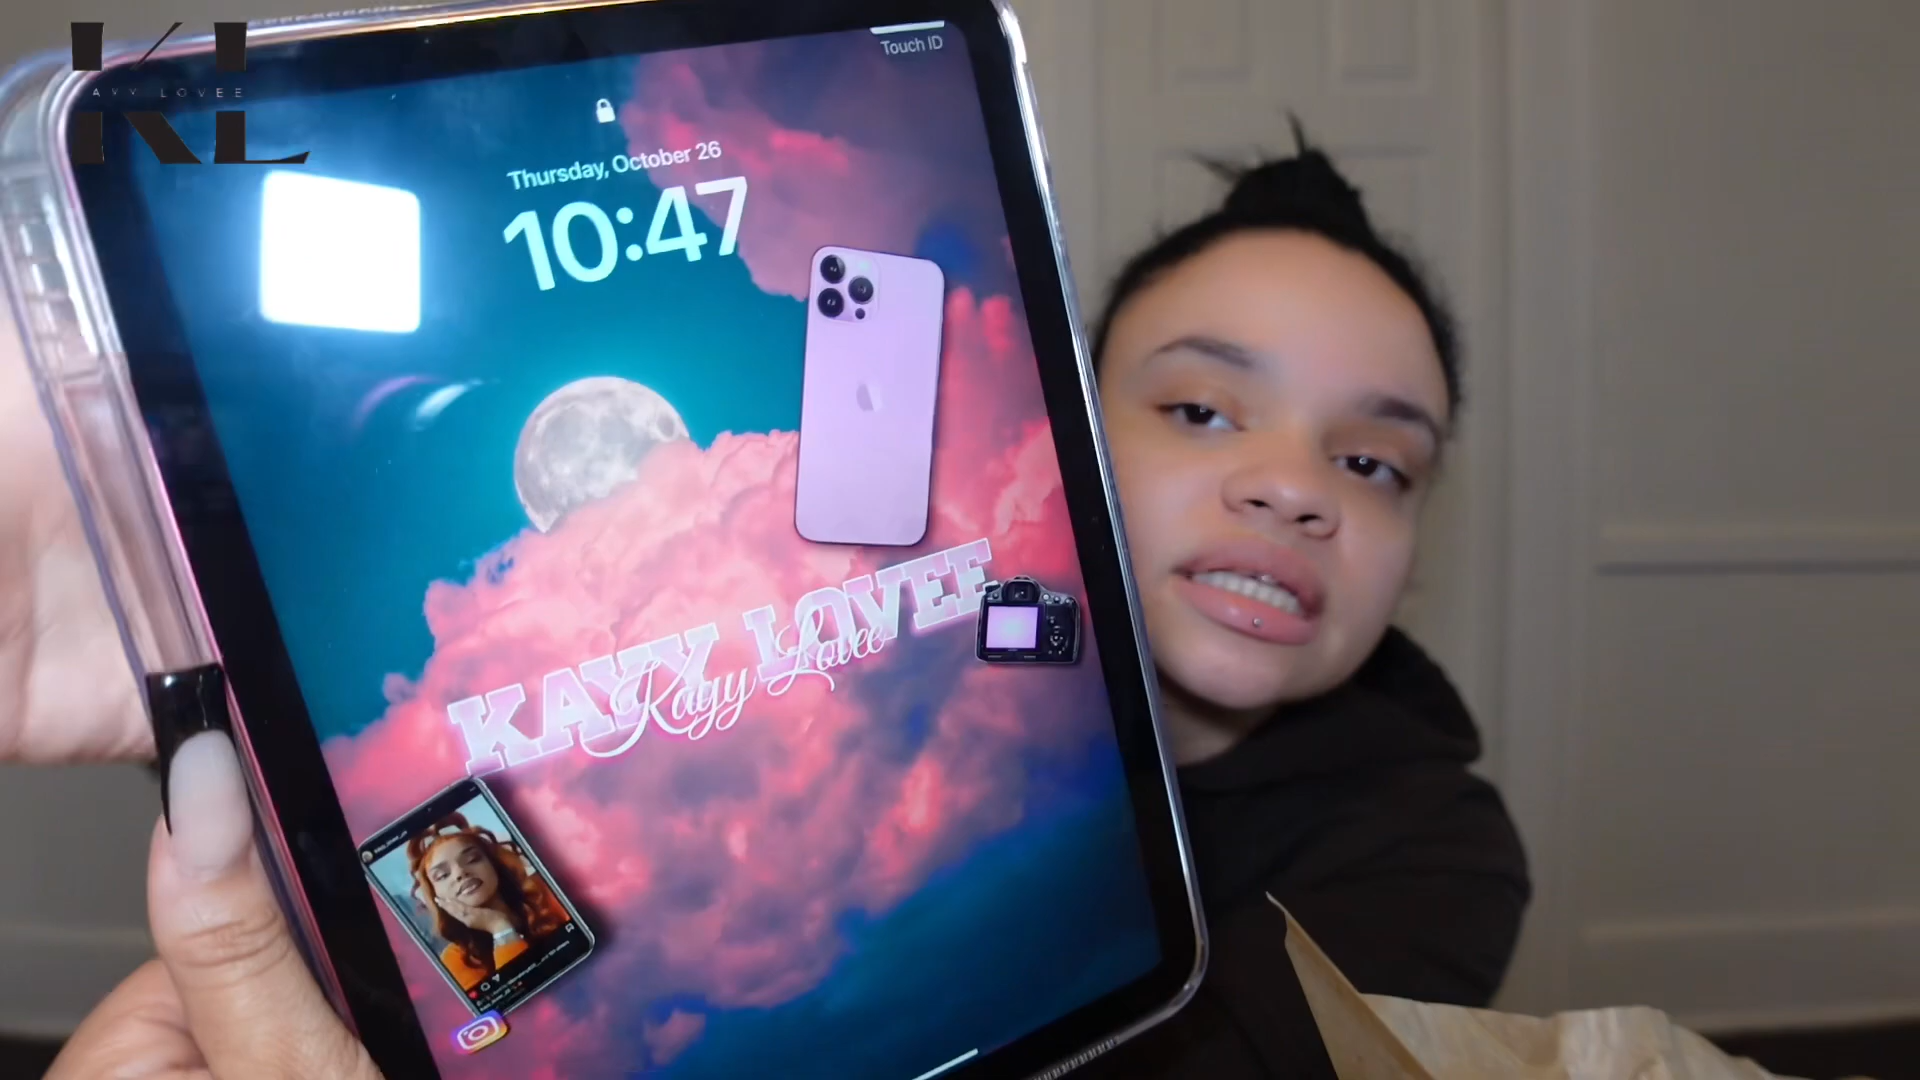 KL
AYY LOVEE
Touch ID
Thursday, October 26
10:47
KAYY LOVEE
Kayy Lovee